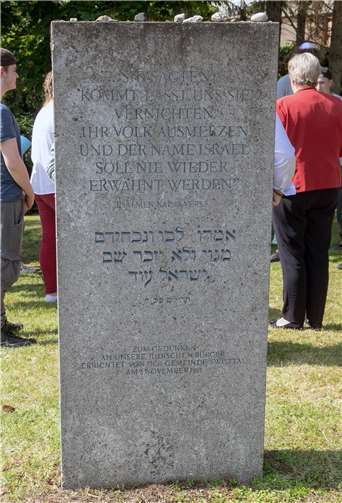 "SIE SAGTEN,
KOMMT LASST UNS SIE
VERNICHTEN
IHR VOLK AUSMERZEN
UND DER NAME ISRAEL
SOLL NIE WIEDER
ERWÄHNT WERDEN"
אמרו לכו ונכחידם
מגוי ולא יזכר שם
ישראל עוד
ZUM GEDENKEN
AN UNSERE JÜDISCHEN BÜRGER
ERRICHTET VON DER GEMEINDE
AM NOVEMBER